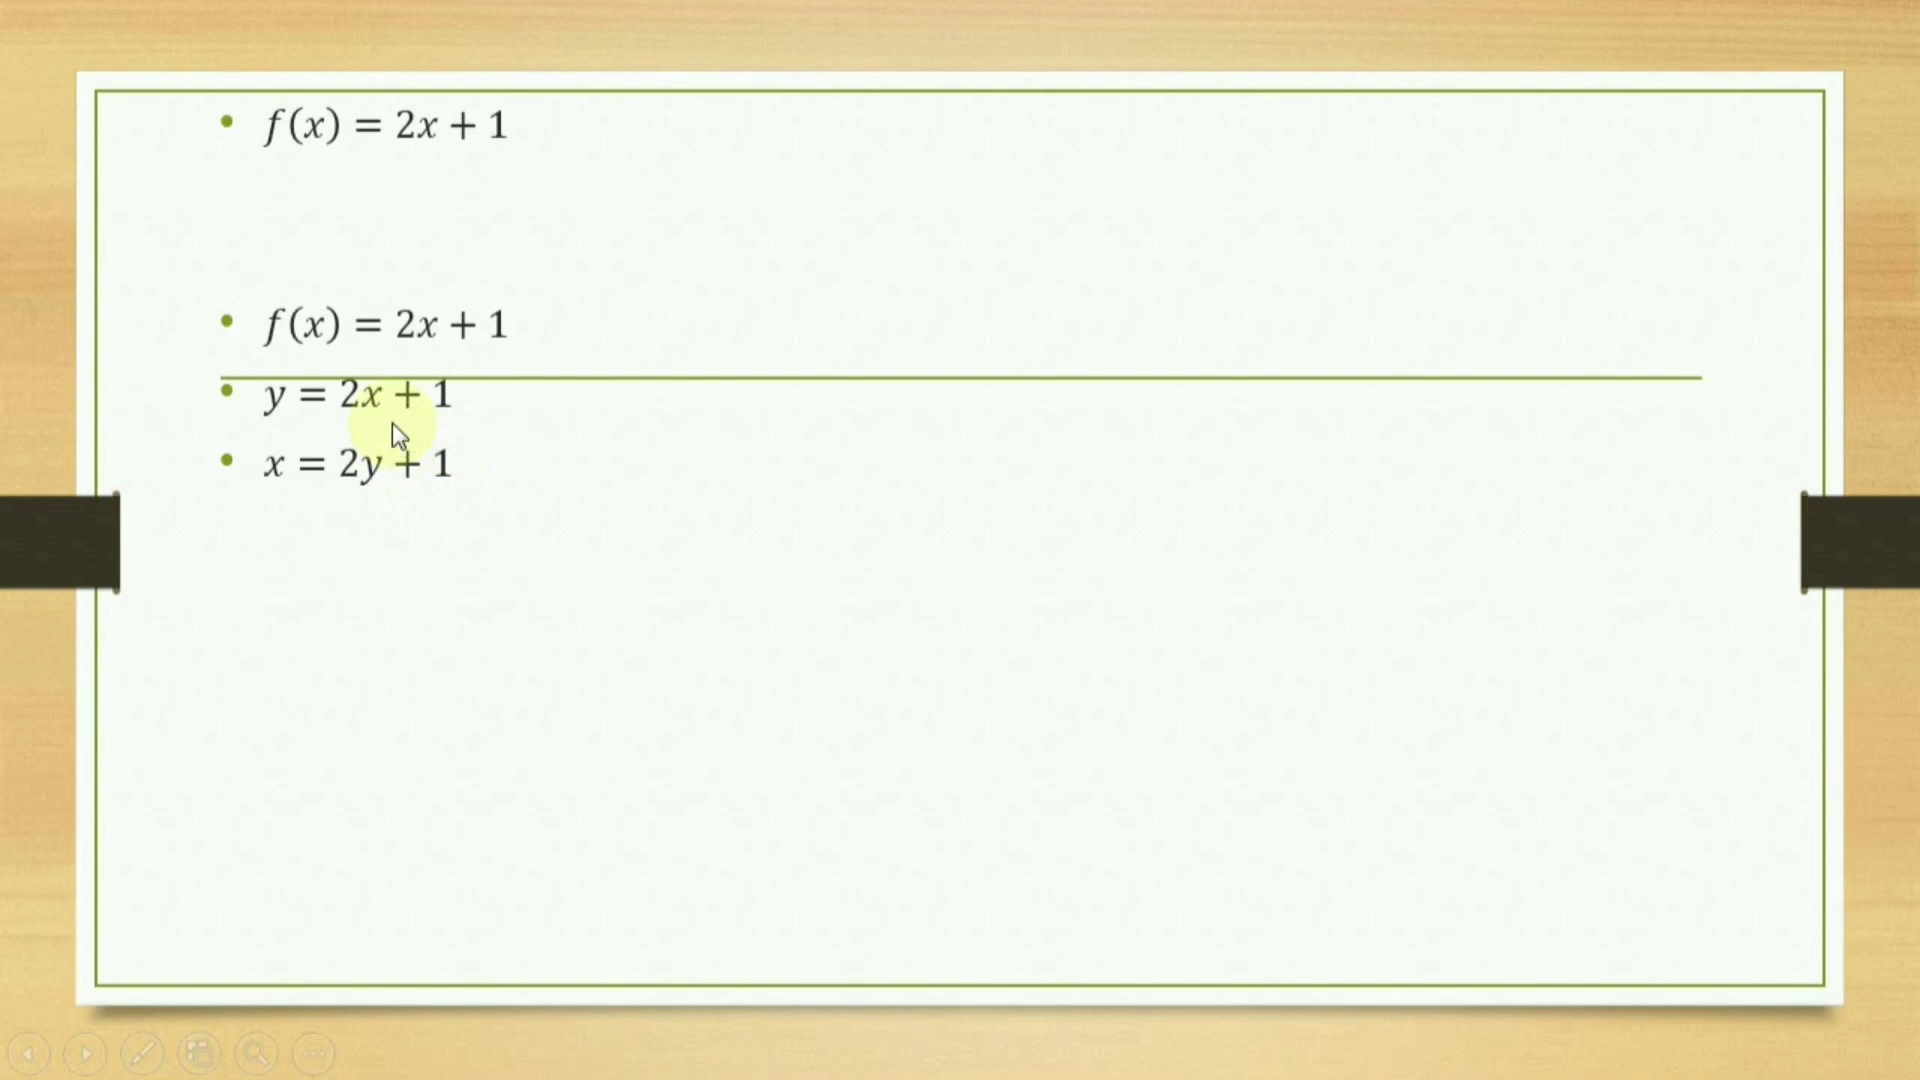 • f(x) = 2x + 1
• f(x) = 2x + 1
• y = 2x + 1
• x = 2y + 1